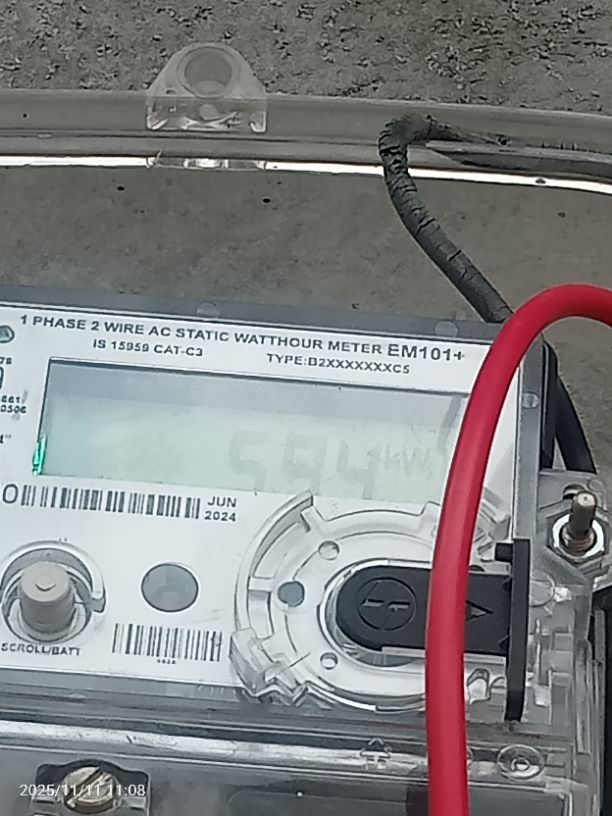 1 PHASE 2 WIRE AC STATIC WATTHOUR METER EM101+
IS 15959 CAT-C3
TYPE:B2XXXXXXXC5
594 kW
JUN
2024
SCROLL/BATT
2025/11/11 11:08